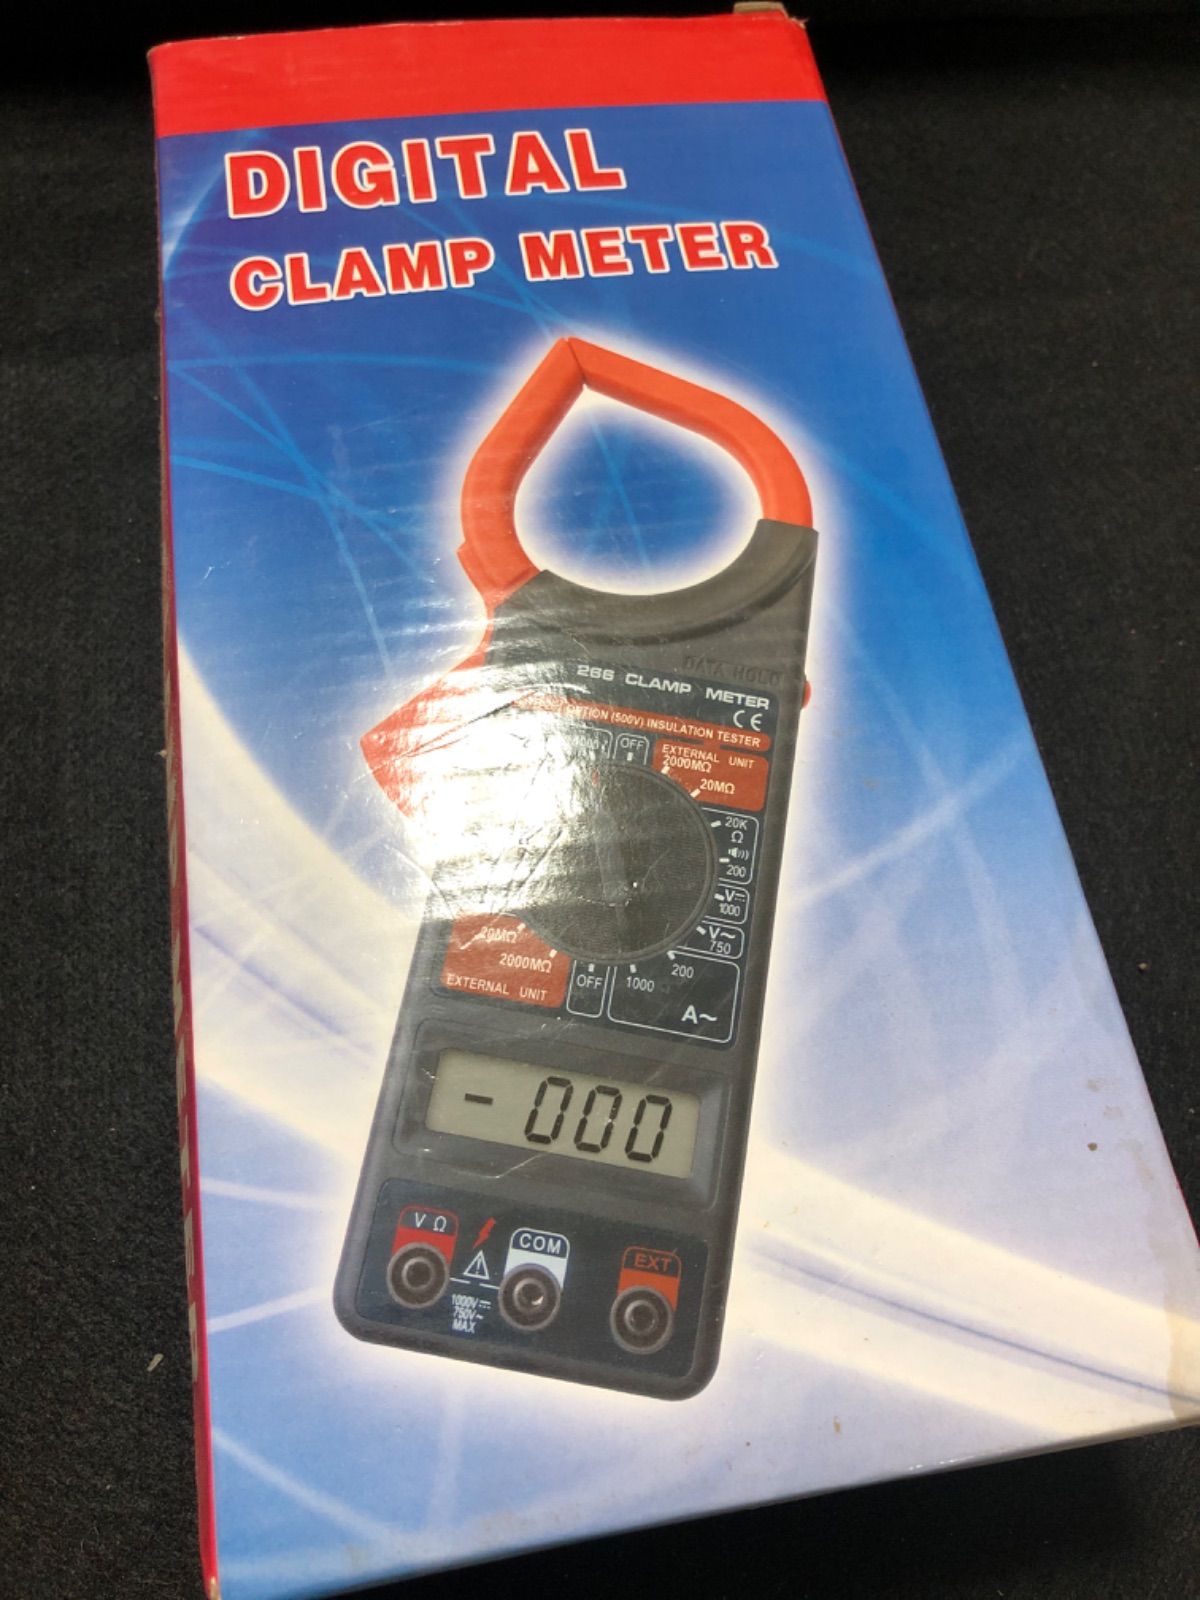 DIGITAL
CLAMP METER
DATA HOLD
266 CLAMP METER
CE
(500V) INSULATION TESTER
OFF
EXTERNAL UNIT
2000MΩ
20MΩ
20K
Ω
200
V
1000
V~
750
200
1000
A~
20MΩ
2000MΩ
EXTERNAL UNIT
OFF
- 000
V Ω
COM
EXT
1000V
750V~
MAX